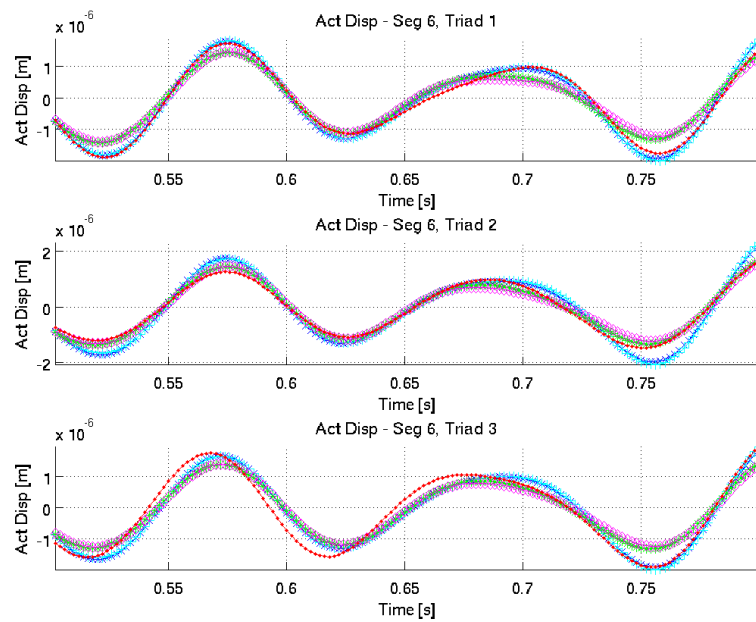 Act Disp - Seg 6, Triad 1
x 10^-6
Act Disp [m]
1
0
-1
0.55 0.6 0.65 0.7 0.75
Time [s]
Act Disp - Seg 6, Triad 2
x 10^-6
Act Disp [m]
2
0
-2
0.55 0.6 0.65 0.7 0.75
Time [s]
Act Disp - Seg 6, Triad 3
x 10^-6
Act Disp [m]
1
0
-1
0.55 0.6 0.65 0.7 0.75
Time [s]